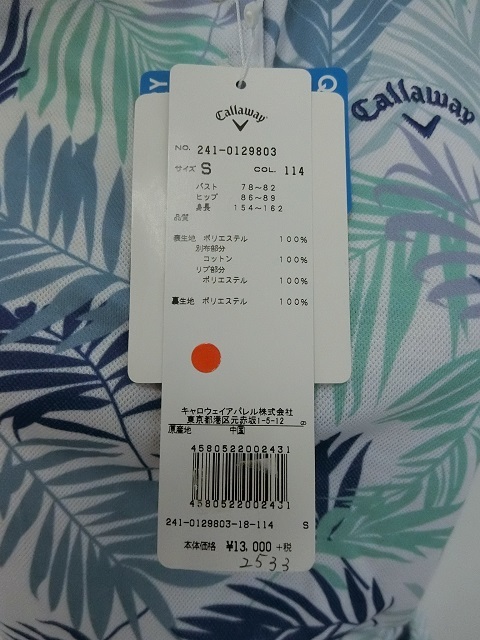 Callaway
Y
Callaway
NO. 241-0129803
サイズ S COL. 114
バスト 78~82
ヒップ 86~89
身長 154~162
品質
表生地 ポリエステル 100%
別布部分
コットン 100%
リブ部分
ポリエステル 100%
裏生地 ポリエステル 100%
キャロウェイアパレル株式会社
東京都港区元赤坂1-5-12
原産地 中国
4580522002431
4580522002431
241-0129803-18-114 S
本体価格 ¥13,000 +税
2533